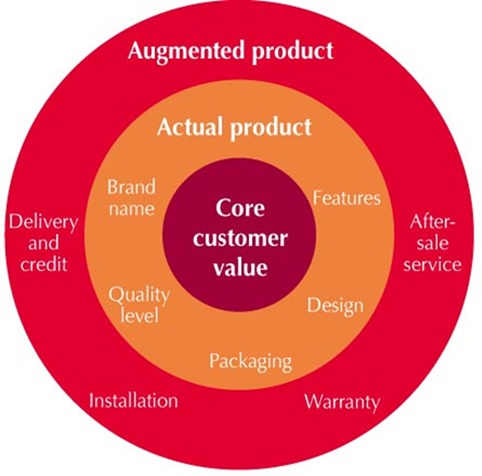 Augmented product
Actual product
Brand
name
Features
Core
customer
value
Delivery
and
credit
After-
sale
service
Quality
level
Design
Packaging
Installation
Warranty